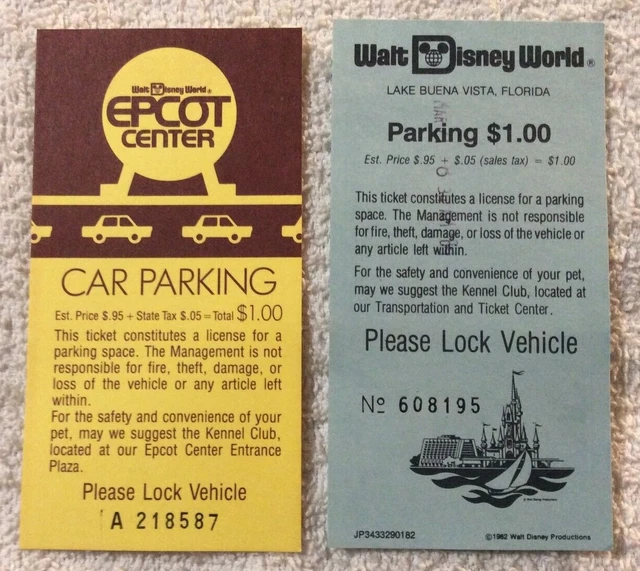 Walt Disney World®
EPCOT
CENTER
CAR PARKING
Est. Price $.95 + State Tax $.05 = Total $1.00
This ticket constitutes a license for a
parking space. The Management is not
responsible for fire, theft, damage, or
loss of the vehicle or any article left
within.
For the safety and convenience of your
pet, may we suggest the Kennel Club,
located at our Epcot Center Entrance
Plaza.
Please Lock Vehicle
A 218587
Walt Disney World®
LAKE BUENA VISTA, FLORIDA
Parking $1.00
Est. Price $.95 + $.05 (sales tax) = $1.00
This ticket constitutes a license for a parking
space. The Management is not responsible
for fire, theft, damage, or loss of the vehicle or
any article left within.
For the safety and convenience of your pet,
may we suggest the Kennel Club, located at
our Transportation and Ticket Center.
Please Lock Vehicle
Nº 608195
JP3433290182
©1982 Walt Disney Productions